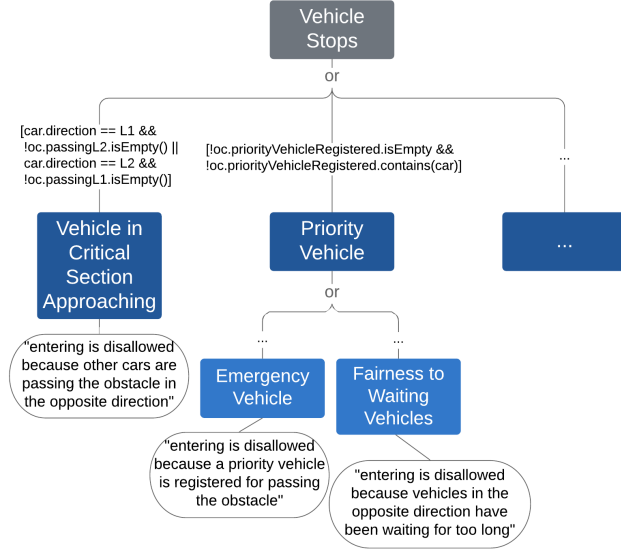 Vehicle
Stops
or
[car.direction == L1 &&
!oc.passingL2.isEmpty() ||
car.direction == L2 &&
!oc.passingL1.isEmpty()]
[!oc.priorityVehicleRegistered.isEmpty &&
!oc.priorityVehicleRegistered.contains(car)]
...
Vehicle in
Critical
Section
Approaching
Priority
Vehicle
...
or
"entering is disallowed
because other cars are
passing the obstacle in
the opposite direction"
...
...
Emergency
Vehicle
Fairness to
Waiting
Vehicles
"entering is disallowed
because a priority vehicle
is registered for passing
the obstacle"
"entering is disallowed
because vehicles in the
opposite direction have
been waiting for too long"